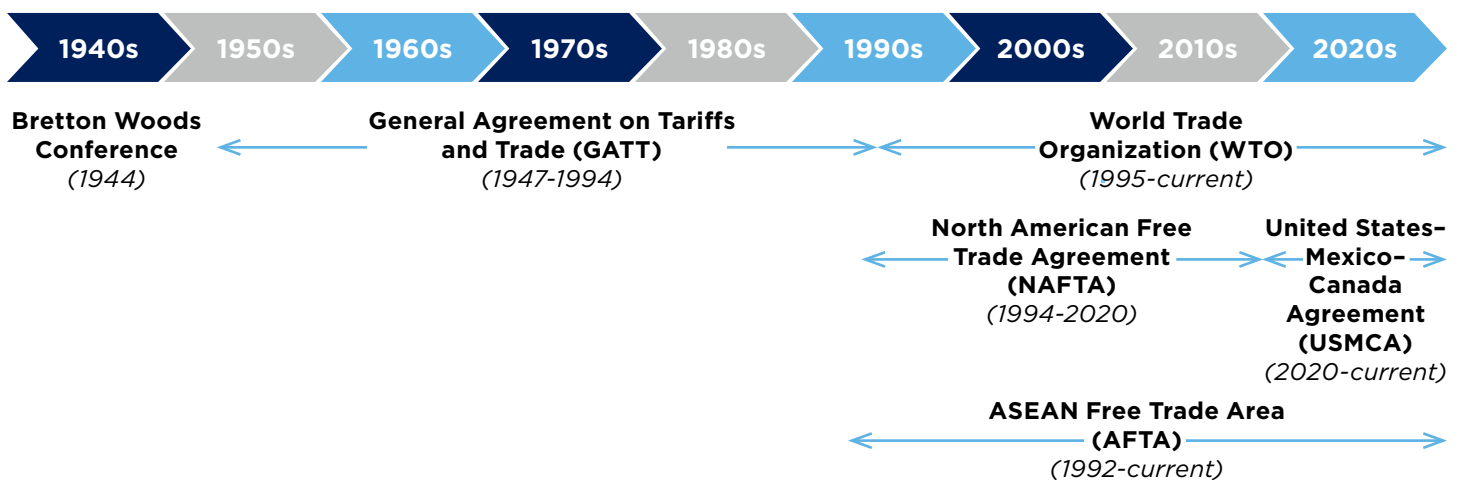 1940s 1950s 1960s 1970s 1980s 1990s 2000s 2010s 2020s
Bretton Woods
Conference
(1944)
General Agreement on Tariffs
and Trade (GATT)
(1947-1994)
World Trade
Organization (WTO)
(1995-current)
North American Free
Trade Agreement
(NAFTA)
(1994-2020)
United States–
Mexico–
Canada
Agreement
(USMCA)
(2020-current)
ASEAN Free Trade Area
(AFTA)
(1992-current)